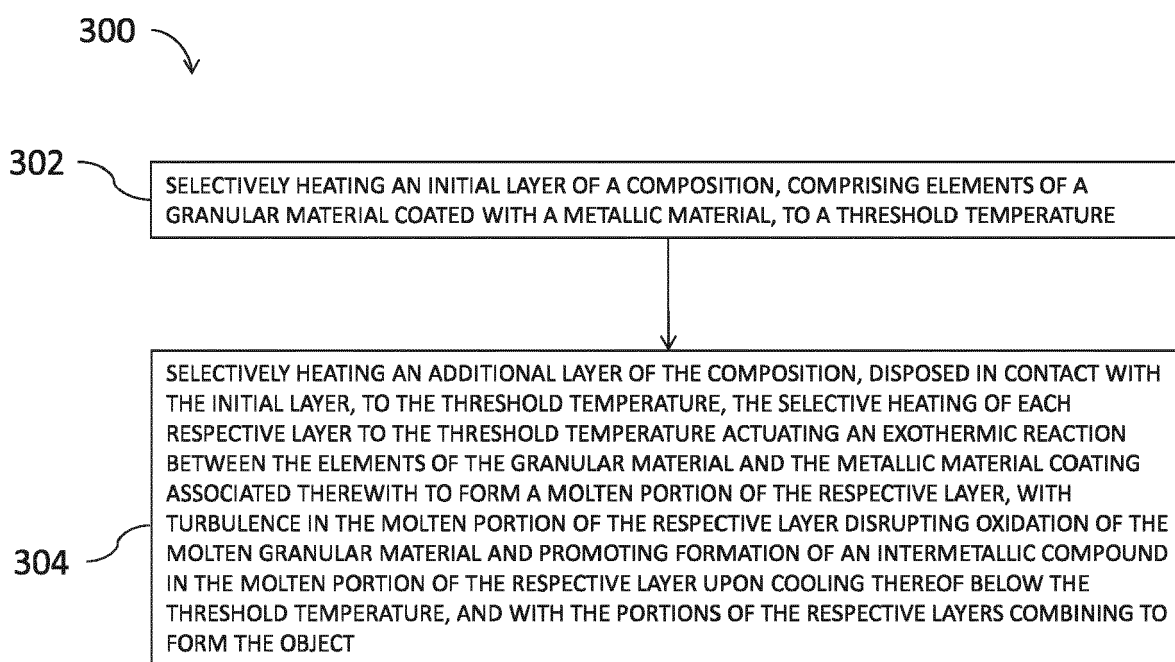 300
302
SELECTIVELY HEATING AN INITIAL LAYER OF A COMPOSITION, COMPRISING ELEMENTS OF A
GRANULAR MATERIAL COATED WITH A METALLIC MATERIAL, TO A THRESHOLD TEMPERATURE
304
SELECTIVELY HEATING AN ADDITIONAL LAYER OF THE COMPOSITION, DISPOSED IN CONTACT WITH
THE INITIAL LAYER, TO THE THRESHOLD TEMPERATURE, THE SELECTIVE HEATING OF EACH
RESPECTIVE LAYER TO THE THRESHOLD TEMPERATURE ACTUATING AN EXOTHERMIC REACTION
BETWEEN THE ELEMENTS OF THE GRANULAR MATERIAL AND THE METALLIC MATERIAL COATING
ASSOCIATED THEREWITH TO FORM A MOLTEN PORTION OF THE RESPECTIVE LAYER, WITH
TURBULENCE IN THE MOLTEN PORTION OF THE RESPECTIVE LAYER DISRUPTING OXIDATION OF THE
MOLTEN GRANULAR MATERIAL AND PROMOTING FORMATION OF AN INTERMETALLIC COMPOUND
IN THE MOLTEN PORTION OF THE RESPECTIVE LAYER UPON COOLING THEREOF BELOW THE
THRESHOLD TEMPERATURE, AND WITH THE PORTIONS OF THE RESPECTIVE LAYERS COMBINING TO
FORM THE OBJECT